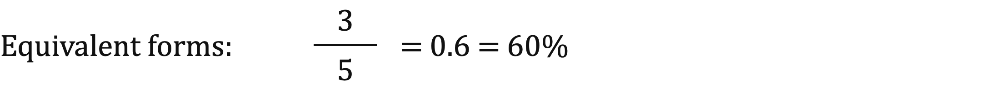 Equivalent forms: 3/5 = 0.6 = 60%